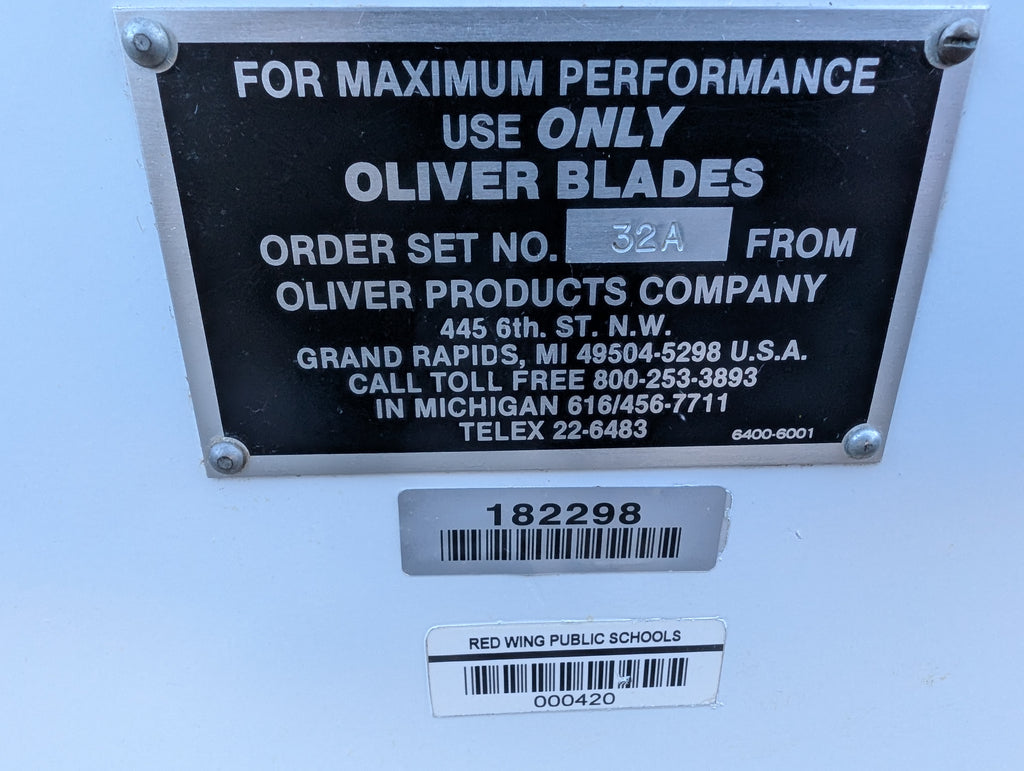 FOR MAXIMUM PERFORMANCE
USE ONLY
OLIVER BLADES
ORDER SET NO. 32A FROM
OLIVER PRODUCTS COMPANY
445 6th. ST. N.W.
GRAND RAPIDS, MI 49504-5298 U.S.A.
CALL TOLL FREE 800-253-3893
IN MICHIGAN 616/456-7711
TELEX 22-6483
6400-6001
182298
RED WING PUBLIC SCHOOLS
000420